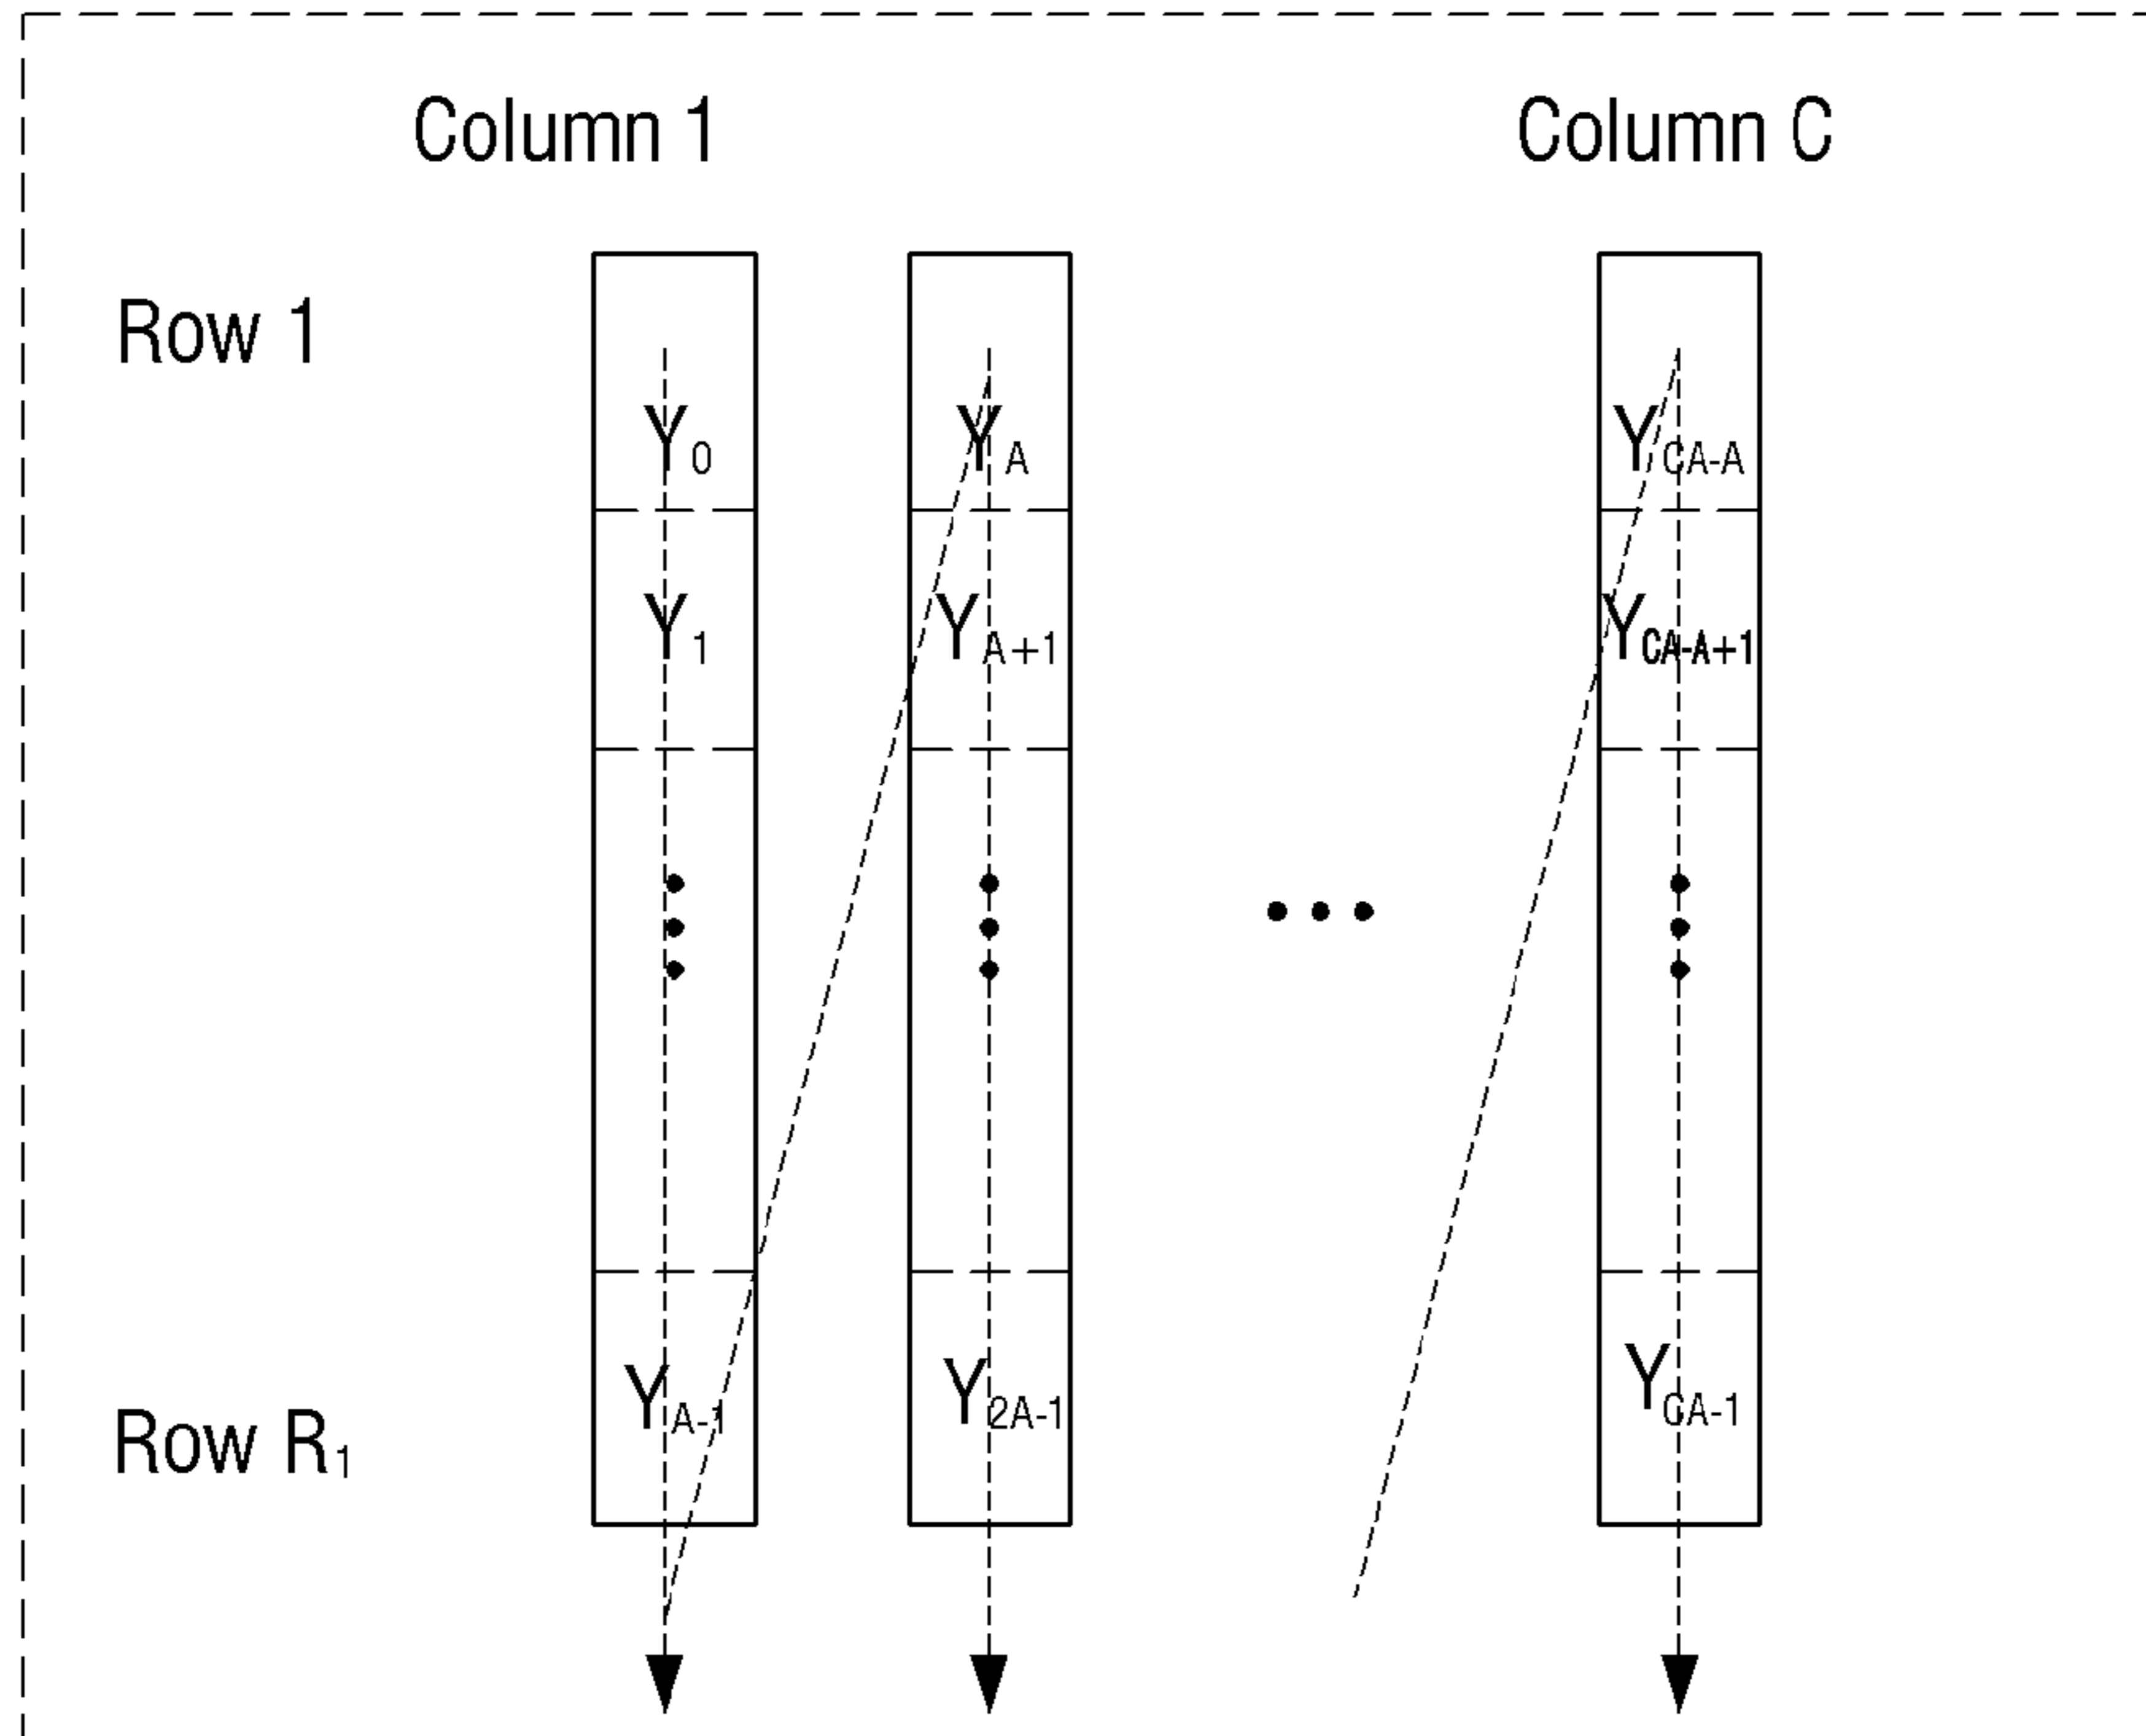 Column 1 Column C
Row 1
Y0 YA YCA-A
Y1 YA+1 YCA-A+1
YA-1 Y2A-1 YCA-1
Row R1